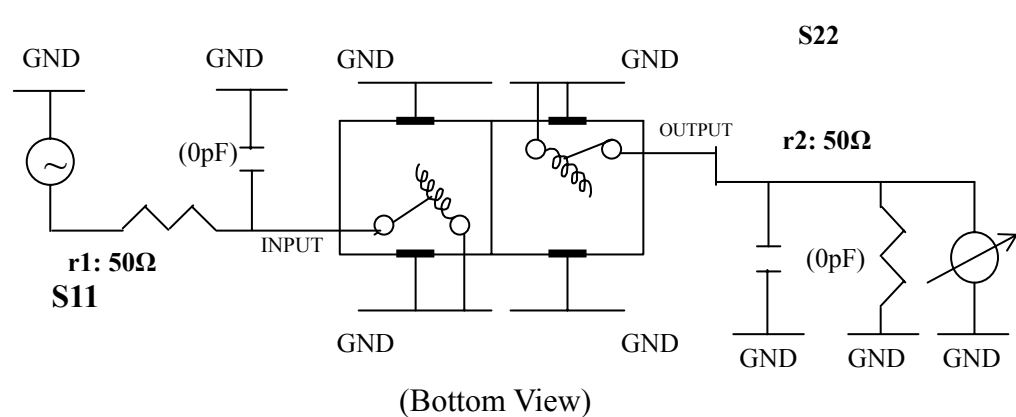 S22
GND
GND
GND
GND
(0pF)
OUTPUT
r2: 50Ω
INPUT
r1: 50Ω
(0pF)
S11
GND
GND
GND
GND
GND
(Bottom View)